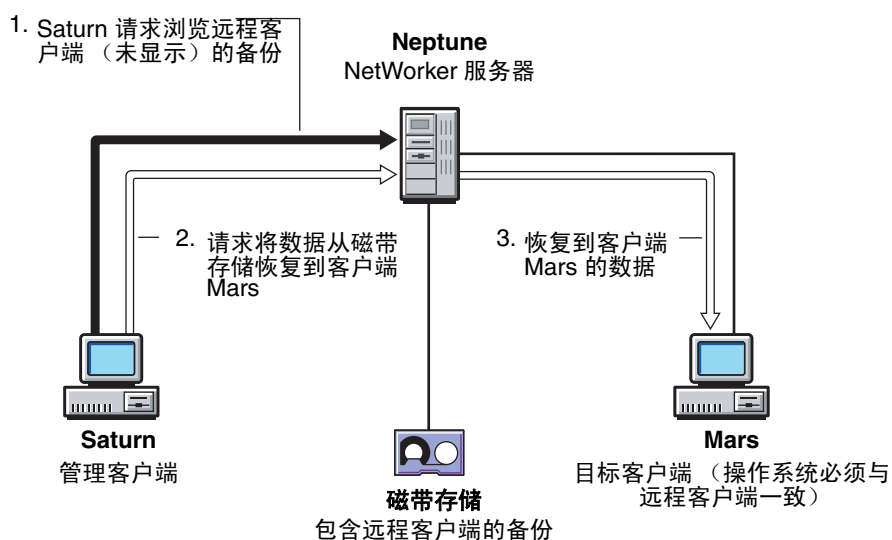 1. Saturn 请求浏览远程客
户端 （未显示）的备份
Neptune
NetWorker 服务器
2. 请求将数据从磁带
存储恢复到客户端
Mars
3. 恢复到客户端
Mars 的数据
Saturn
管理客户端
磁带存储
包含远程客户端的备份
Mars
目标客户端 （操作系统必须与
远程客户端一致）